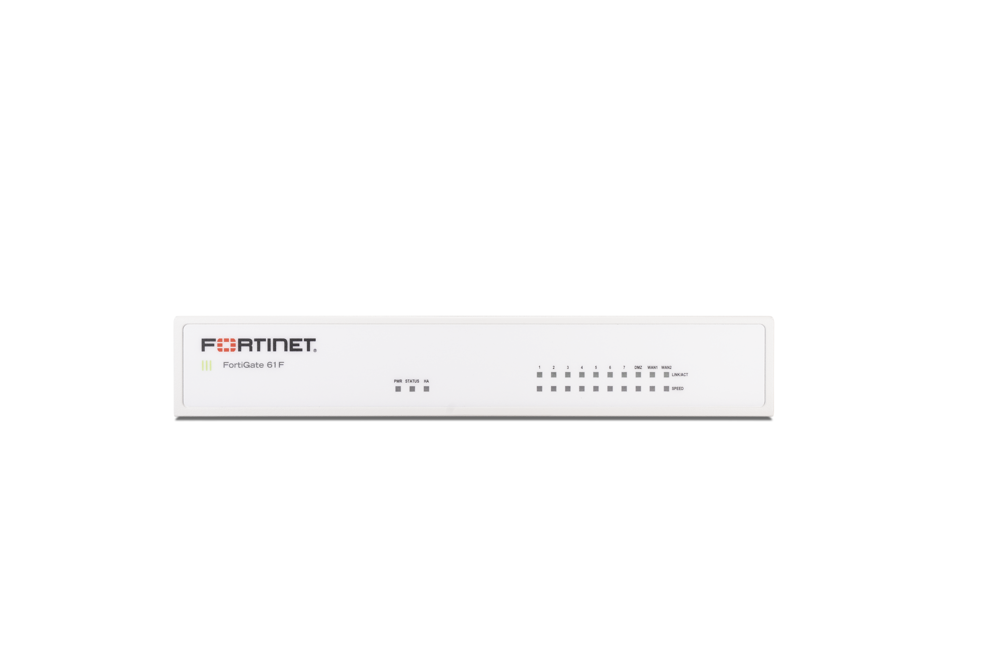 FORTINET®
FortiGate 61F
PWR STATUS HA
1 2 3 4 5 6 7 DMZ WAN1 WAN2
LINK/ACT
SPEED